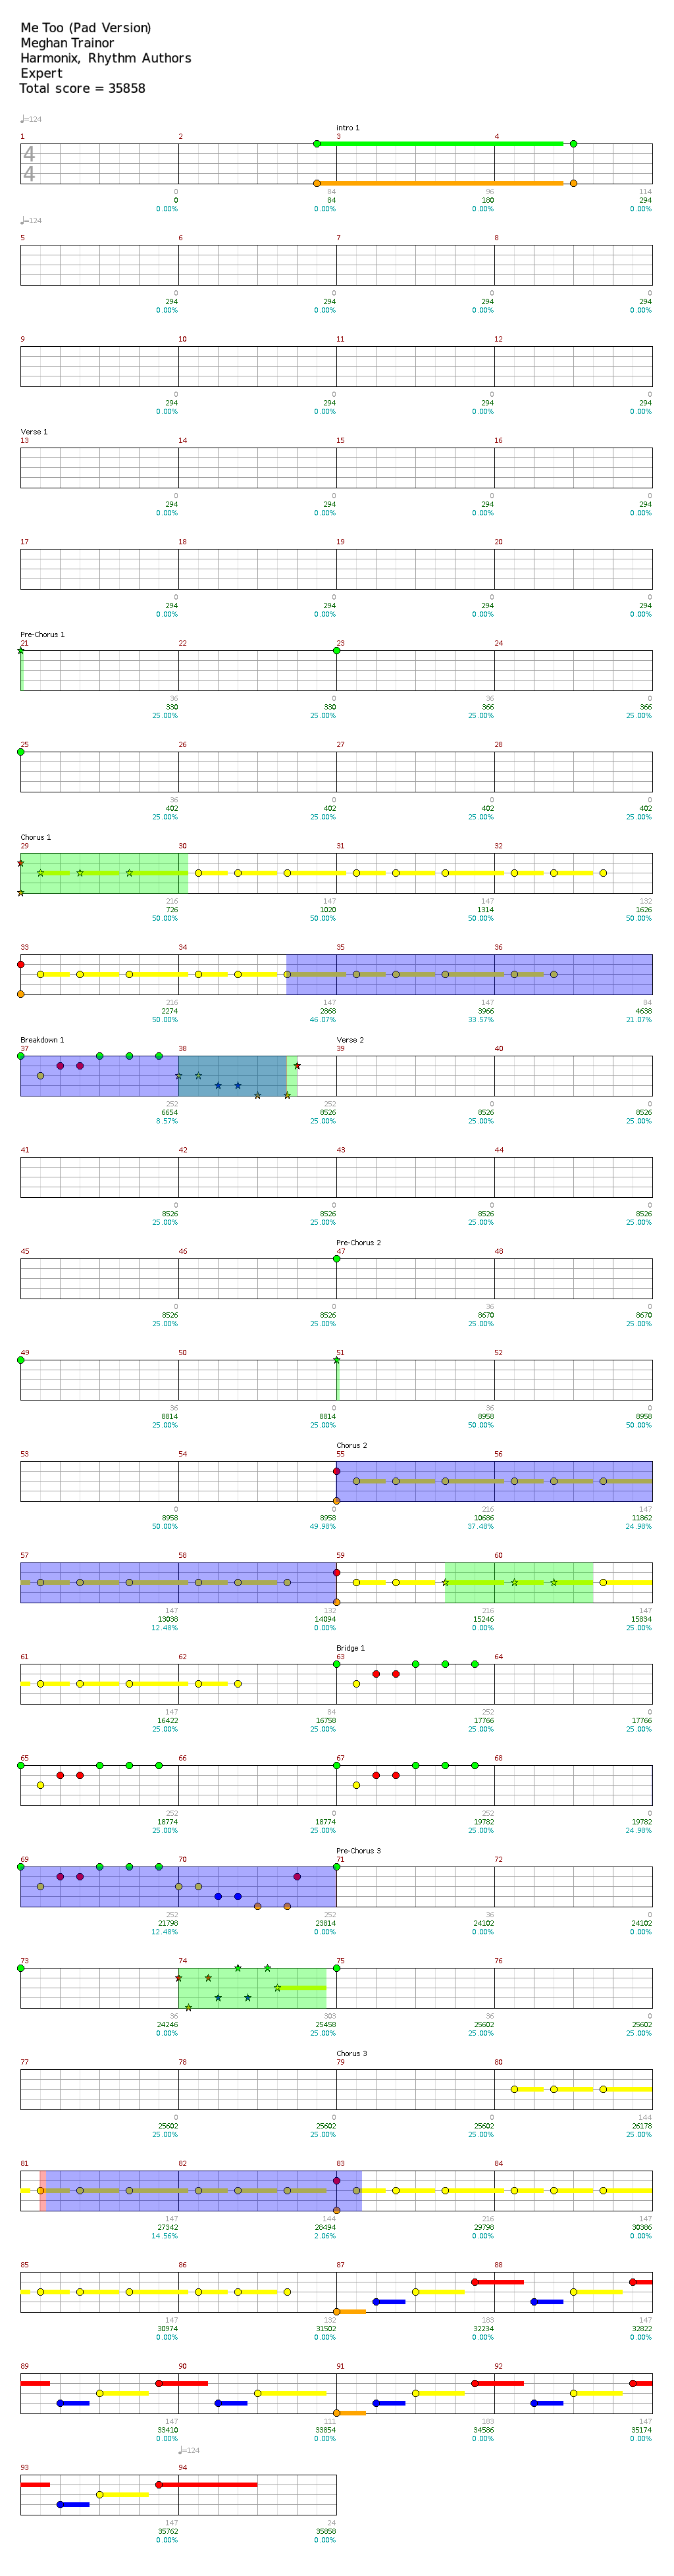 Me Too (Pad Version)
Meghan Trainor
Harmonix, Rhythm Authors
Expert
Total score = 35858
♩=124
intro 1
1 2 3 4
4
4
0 84 96 114
0 84 180 294
0.00% 0.00% 0.00% 0.00%
♩=124
5 6 7 8
0 0 0 0
294 294 294 294
0.00% 0.00% 0.00% 0.00%
9 10 11 12
0 0 0 0
294 294 294 294
0.00% 0.00% 0.00% 0.00%
Verse 1
13 14 15 16
0 0 0 0
294 294 294 294
0.00% 0.00% 0.00% 0.00%
17 18 19 20
0 0 0 0
294 294 294 294
0.00% 0.00% 0.00% 0.00%
Pre-Chorus 1
21 22 23 24
36 0 36 0
330 330 366 366
25.00% 25.00% 25.00% 25.00%
25 26 27 28
36 0 0 0
402 402 402 402
25.00% 25.00% 25.00% 25.00%
Chorus 1
29 30 31 32
216 147 147 132
726 1020 1314 1626
50.00% 50.00% 50.00% 50.00%
33 34 35 36
216 147 147 84
2274 2868 3966 4638
50.00% 46.07% 33.57% 21.07%
Breakdown 1 Verse 2
37 38 39 40
252 252 0 0
6654 8526 8526 8526
8.57% 25.00% 25.00% 25.00%
41 42 43 44
0 0 0 0
8526 8526 8526 8526
25.00% 25.00% 25.00% 25.00%
Pre-Chorus 2
45 46 47 48
0 0 36 0
8526 8526 8670 8670
25.00% 25.00% 25.00% 25.00%
49 50 51 52
36 0 36 0
8814 8814 8958 8958
25.00% 25.00% 50.00% 50.00%
Chorus 2
53 54 55 56
0 0 216 147
8958 8958 10686 11862
50.00% 49.98% 37.48% 24.98%
57 58 59 60
147 132 216 147
13038 14094 15246 15834
12.48% 0.00% 0.00% 25.00%
Bridge 1
61 62 63 64
147 84 252 0
16422 16758 17766 17766
25.00% 25.00% 25.00% 25.00%
65 66 67 68
252 0 252 0
18774 18774 19782 19782
25.00% 25.00% 25.00% 24.98%
Pre-Chorus 3
69 70 71 72
252 252 36 0
21798 23814 24102 24102
12.48% 0.00% 0.00% 0.00%
73 74 75 76
36 303 36 0
24246 25458 25602 25602
0.00% 25.00% 25.00% 25.00%
Chorus 3
77 78 79 80
0 0 0 144
25602 25602 25602 26178
25.00% 25.00% 25.00% 25.00%
81 82 83 84
147 144 216 147
27342 28494 29798 30386
14.56% 2.06% 0.00% 0.00%
85 86 87 88
147 132 183 147
30974 31502 32234 32822
0.00% 0.00% 0.00% 0.00%
89 90 91 92
147 111 183 147
33410 33854 34586 35174
0.00% 0.00% 0.00% 0.00%
♩=124
93 94
147 24
35762 35858
0.00% 0.00%